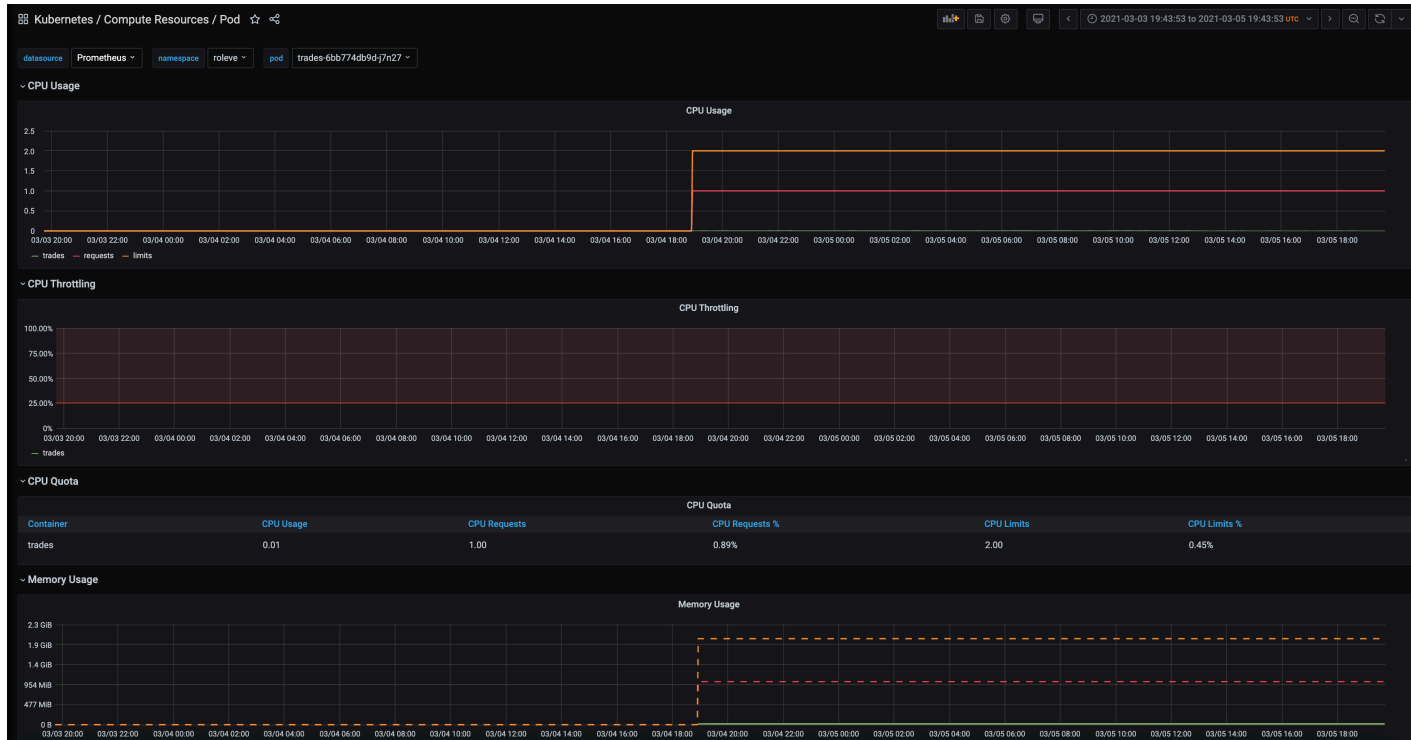 Kubernetes / Compute Resources / Pod
2021-03-03 19:43:53 to 2021-03-05 19:43:53 UTC
datasource Prometheus namespace roleve pod trades-6bb774db9d-j7n27
CPU Usage
CPU Usage
2.5
2.0
1.5
1.0
0.5
0
03/03 20:00 03/03 22:00 03/04 00:00 03/04 02:00 03/04 04:00 03/04 06:00 03/04 08:00 03/04 10:00 03/04 12:00 03/04 14:00 03/04 16:00 03/04 18:00 03/04 20:00 03/04 22:00 03/05 00:00 03/05 02:00 03/05 04:00 03/05 06:00 03/05 08:00 03/05 10:00 03/05 12:00 03/05 14:00 03/05 16:00 03/05 18:00
trades requests limits
CPU Throttling
CPU Throttling
100.00%
75.00%
50.00%
25.00%
0%
03/03 20:00 03/03 22:00 03/04 00:00 03/04 02:00 03/04 04:00 03/04 06:00 03/04 08:00 03/04 10:00 03/04 12:00 03/04 14:00 03/04 16:00 03/04 18:00 03/04 20:00 03/04 22:00 03/05 00:00 03/05 02:00 03/05 04:00 03/05 06:00 03/05 08:00 03/05 10:00 03/05 12:00 03/05 14:00 03/05 16:00 03/05 18:00
trades
CPU Quota
CPU Quota
Container CPU Usage CPU Requests CPU Requests % CPU Limits CPU Limits %
trades 0.01 1.00 0.89% 2.00 0.45%
Memory Usage
Memory Usage
2.3 GiB
1.9 GiB
1.4 GiB
954 MiB
477 MiB
0 B
03/03 20:00 03/03 22:00 03/04 00:00 03/04 02:00 03/04 04:00 03/04 06:00 03/04 08:00 03/04 10:00 03/04 12:00 03/04 14:00 03/04 16:00 03/04 18:00 03/04 20:00 03/04 22:00 03/05 00:00 03/05 02:00 03/05 04:00 03/05 06:00 03/05 08:00 03/05 10:00 03/05 12:00 03/05 14:00 03/05 16:00 03/05 18:00